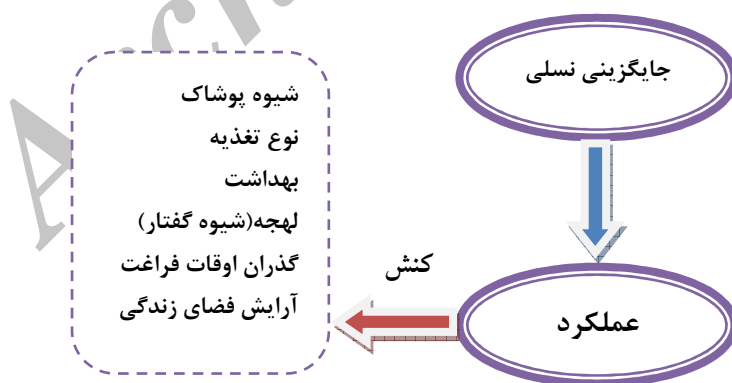 جایگزینی نسلی
شیوه پوشاک
نوع تغذیه
بهداشت
لهجه(شیوه گفتار)
گذران اوقات فراغت
آرایش فضای زندگی
کنش
عملکرد